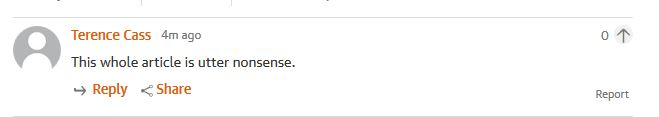 Terence Cass 4m ago 0
This whole article is utter nonsense.
Reply Share
Report